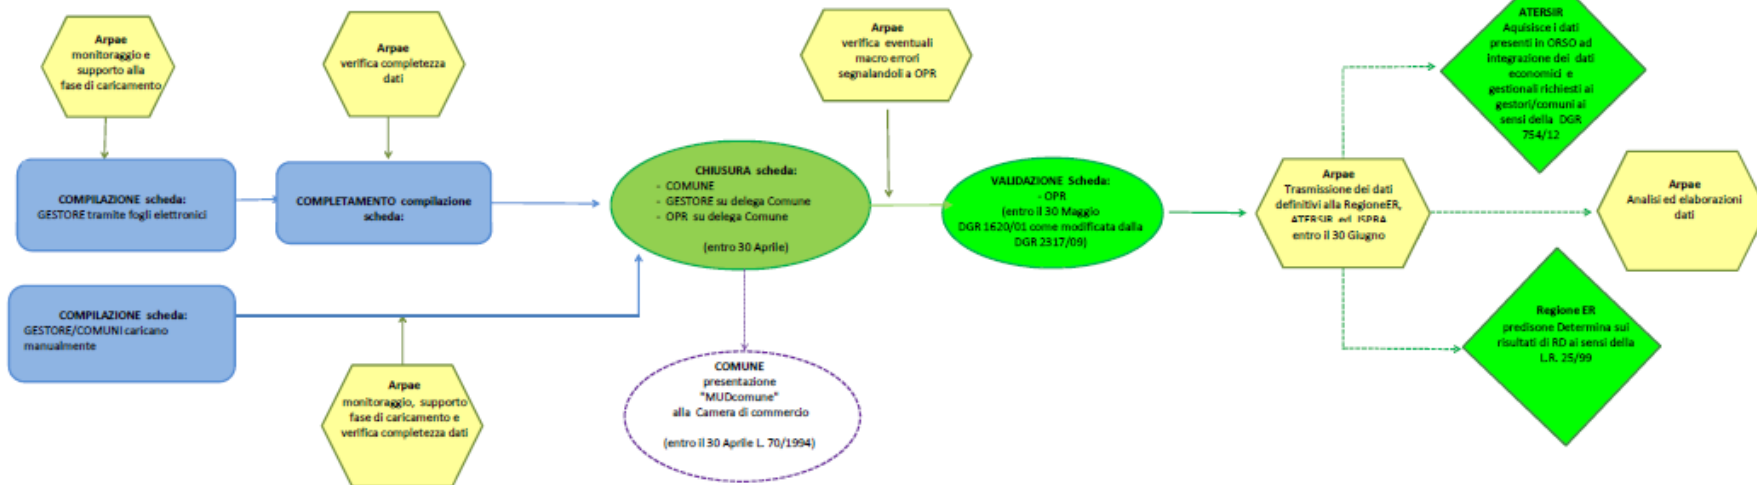 Arpae
monitoraggio e
supporto alla
fase di caricamento
Arpae
verifica completezza
dati
Arpae
verifica eventuali
macro errori
segnalandoli a OPR
ATERSIR
Aquisisce i dati
presenti in ORSO ad
integrazione dei dati
economici e
gestionali richiesti ai
gestori/comuni ai
sensi della DGR
754/12
COMPILAZIONE scheda:
GESTORE tramite fogli elettronici
COMPLETAMENTO compilazione
scheda:
CHIUSURA scheda:
- COMUNE
- GESTORE su delega Comune
- OPR su delega Comune
(entro 30 Aprile)
VALIDAZIONE Scheda:
- OPR
(entro il 30 Maggio
DGR 1620/01 come modificata dalla
DGR 2317/09)
Arpae
Trasmissione dei dati
definitivi alla RegioneER,
ATERSIR ed ISPRA
entro il 30 Giugno
Arpae
Analisi ed elaborazioni
dati
COMPILAZIONE scheda:
GESTORE/COMUNI caricano
manualmente
Arpae
monitoraggio, supporto
fase di caricamento e
verifica completezza dati
COMUNE
presentazione
"MUDcomune"
alla Camera di commercio
(entro il 30 Aprile L. 70/1994)
Regione ER
predisone Determina sui
risultati di RD ai sensi della
L.R. 25/99